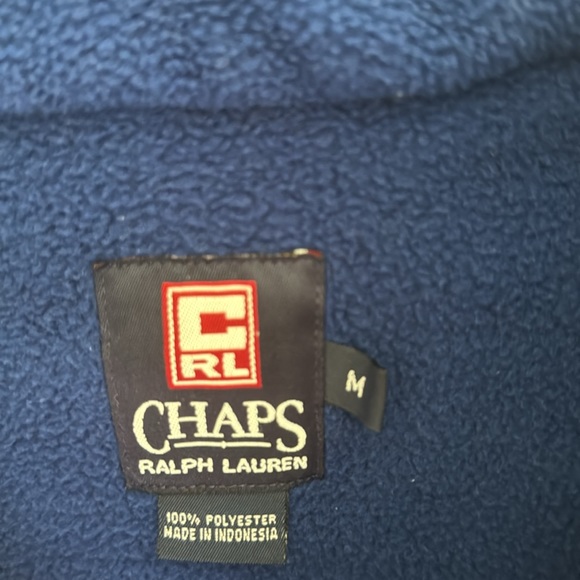 C
RL
CHAPS
RALPH LAUREN
M
100% POLYESTER
MADE IN INDONESIA